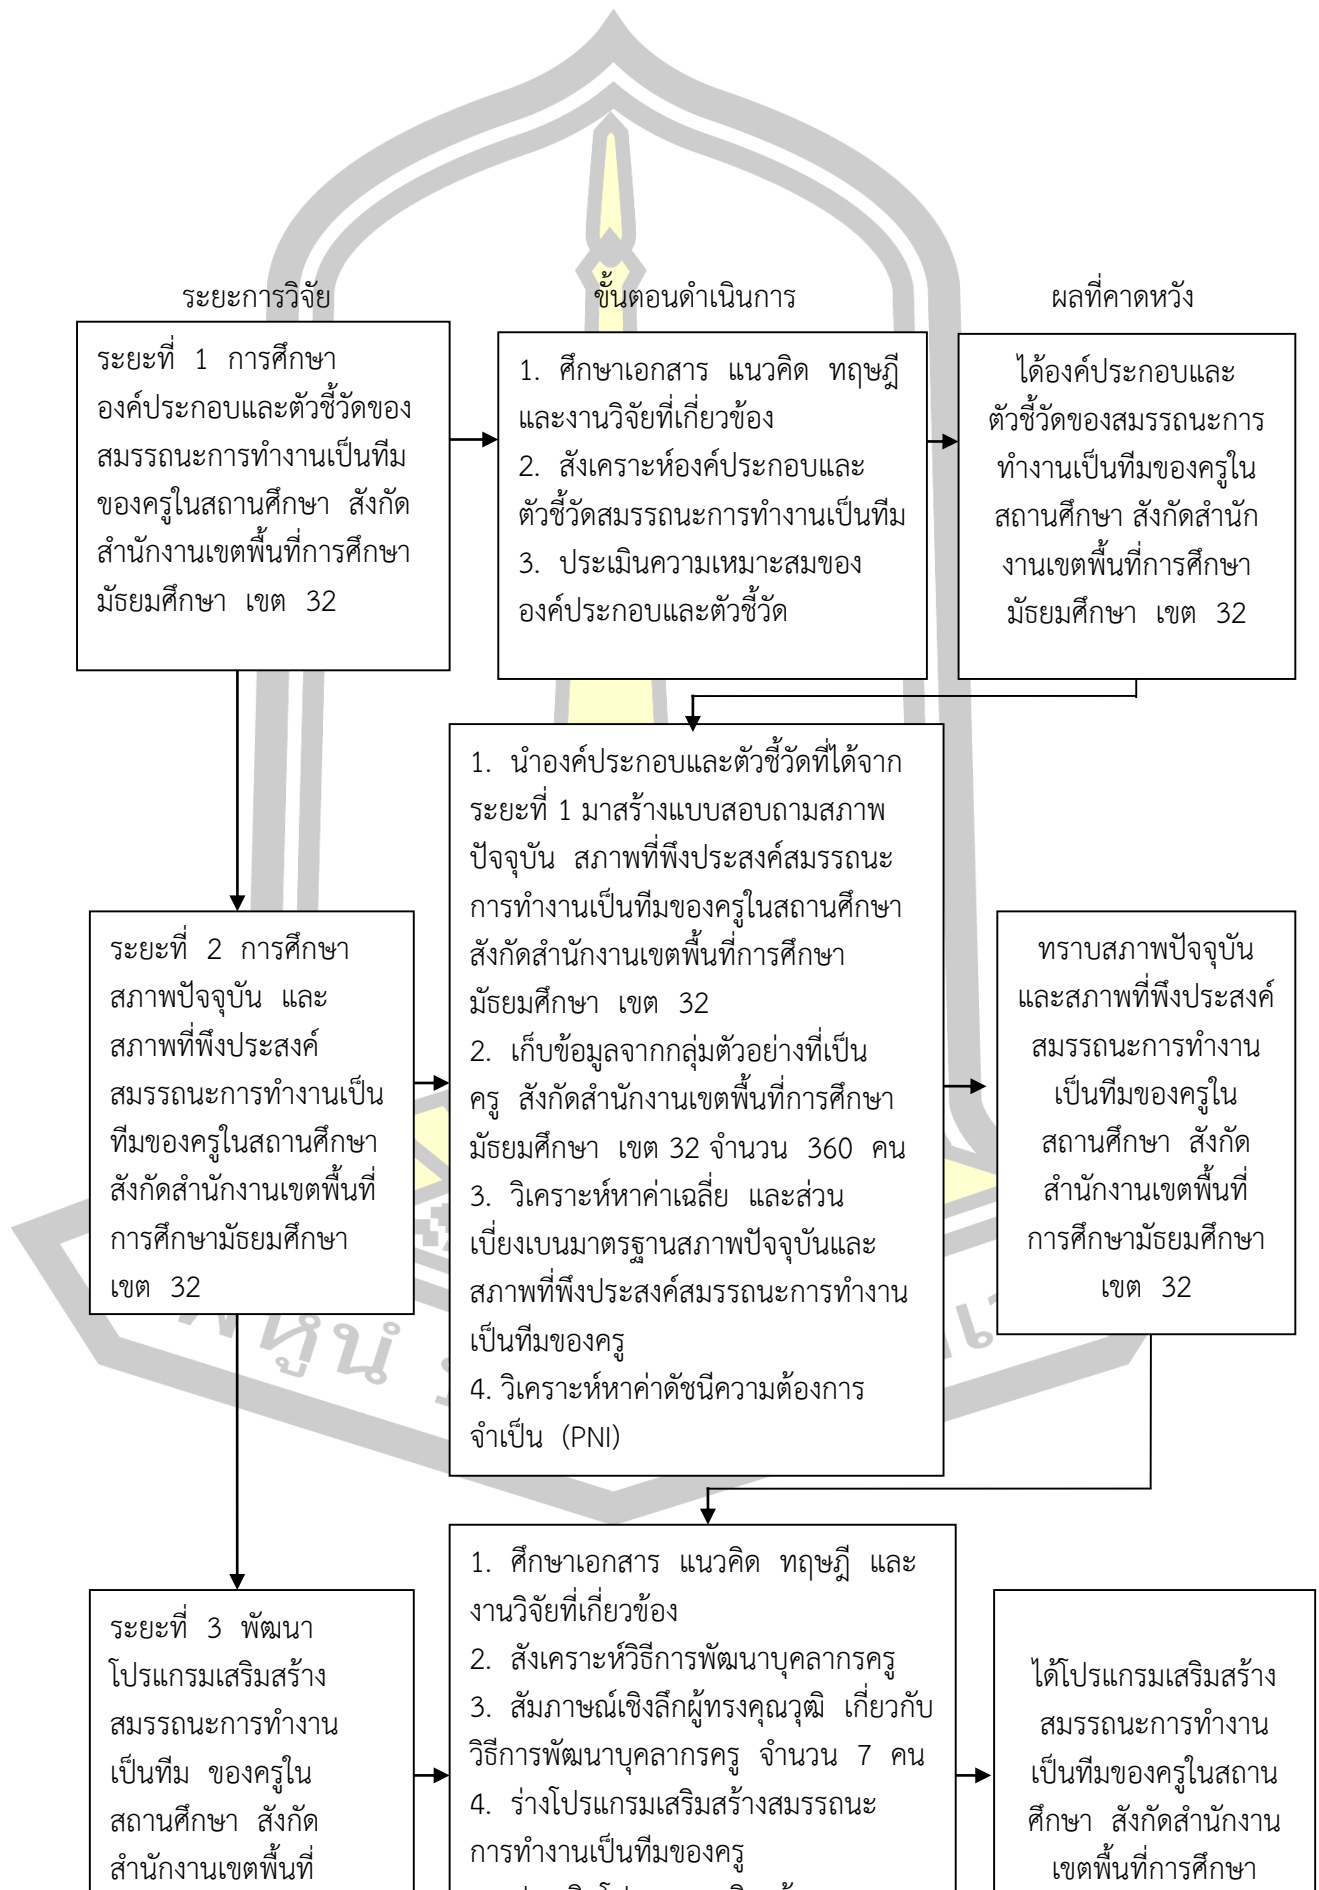 ระยะการวิจัย
ขั้นตอนดำเนินการ
ผลที่คาดหวัง
ระยะที่ 1 การศึกษา
องค์ประกอบและตัวชี้วัดของ
สมรรถนะการทำงานเป็นทีม
ของครูในสถานศึกษา สังกัด
สำนักงานเขตพื้นที่การศึกษา
มัธยมศึกษา เขต 32
1. ศึกษาเอกสาร แนวคิด ทฤษฎี
และงานวิจัยที่เกี่ยวข้อง
2. สังเคราะห์องค์ประกอบและ
ตัวชี้วัดสมรรถนะการทำงานเป็นทีม
3. ประเมินความเหมาะสมของ
องค์ประกอบและตัวชี้วัด
ได้องค์ประกอบและ
ตัวชี้วัดของสมรรถนะการ
ทำงานเป็นทีมของครูใน
สถานศึกษา สังกัดสำนัก
งานเขตพื้นที่การศึกษา
มัธยมศึกษา เขต 32
ระยะที่ 2 การศึกษา
สภาพปัจจุบัน และ
สภาพที่พึงประสงค์
สมรรถนะการทำงานเป็น
ทีมของครูในสถานศึกษา
สังกัดสำนักงานเขตพื้นที่
การศึกษามัธยมศึกษา
เขต 32
1. นำองค์ประกอบและตัวชี้วัดที่ได้จาก
ระยะที่ 1 มาสร้างแบบสอบถามสภาพ
ปัจจุบัน สภาพที่พึงประสงค์สมรรถนะ
การทำงานเป็นทีมของครูในสถานศึกษา
สังกัดสำนักงานเขตพื้นที่การศึกษา
มัธยมศึกษา เขต 32
2. เก็บข้อมูลจากกลุ่มตัวอย่างที่เป็น
ครู สังกัดสำนักงานเขตพื้นที่การศึกษา
มัธยมศึกษา เขต 32 จำนวน 360 คน
3. วิเคราะห์หาค่าเฉลี่ย และส่วน
เบี่ยงเบนมาตรฐานสภาพปัจจุบันและ
สภาพที่พึงประสงค์สมรรถนะการทำงาน
เป็นทีมของครู
4. วิเคราะห์หาค่าดัชนีความต้องการ
จำเป็น (PNI)
ทราบสภาพปัจจุบัน
และสภาพที่พึงประสงค์
สมรรถนะการทำงาน
เป็นทีมของครูใน
สถานศึกษา สังกัด
สำนักงานเขตพื้นที่
การศึกษามัธยมศึกษา
เขต 32
ระยะที่ 3 พัฒนา
โปรแกรมเสริมสร้าง
สมรรถนะการทำงาน
เป็นทีม ของครูใน
สถานศึกษา สังกัด
สำนักงานเขตพื้นที่
1. ศึกษาเอกสาร แนวคิด ทฤษฎี และ
งานวิจัยที่เกี่ยวข้อง
2. สังเคราะห์วิธีการพัฒนาบุคลากรครู
3. สัมภาษณ์เชิงลึกผู้ทรงคุณวุฒิ เกี่ยวกับ
วิธีการพัฒนาบุคลากรครู จำนวน 7 คน
4. ร่างโปรแกรมเสริมสร้างสมรรถนะ
การทำงานเป็นทีมของครู
ได้โปรแกรมเสริมสร้าง
สมรรถนะการทำงาน
เป็นทีมของครูในสถาน
ศึกษา สังกัดสำนักงาน
เขตพื้นที่การศึกษา